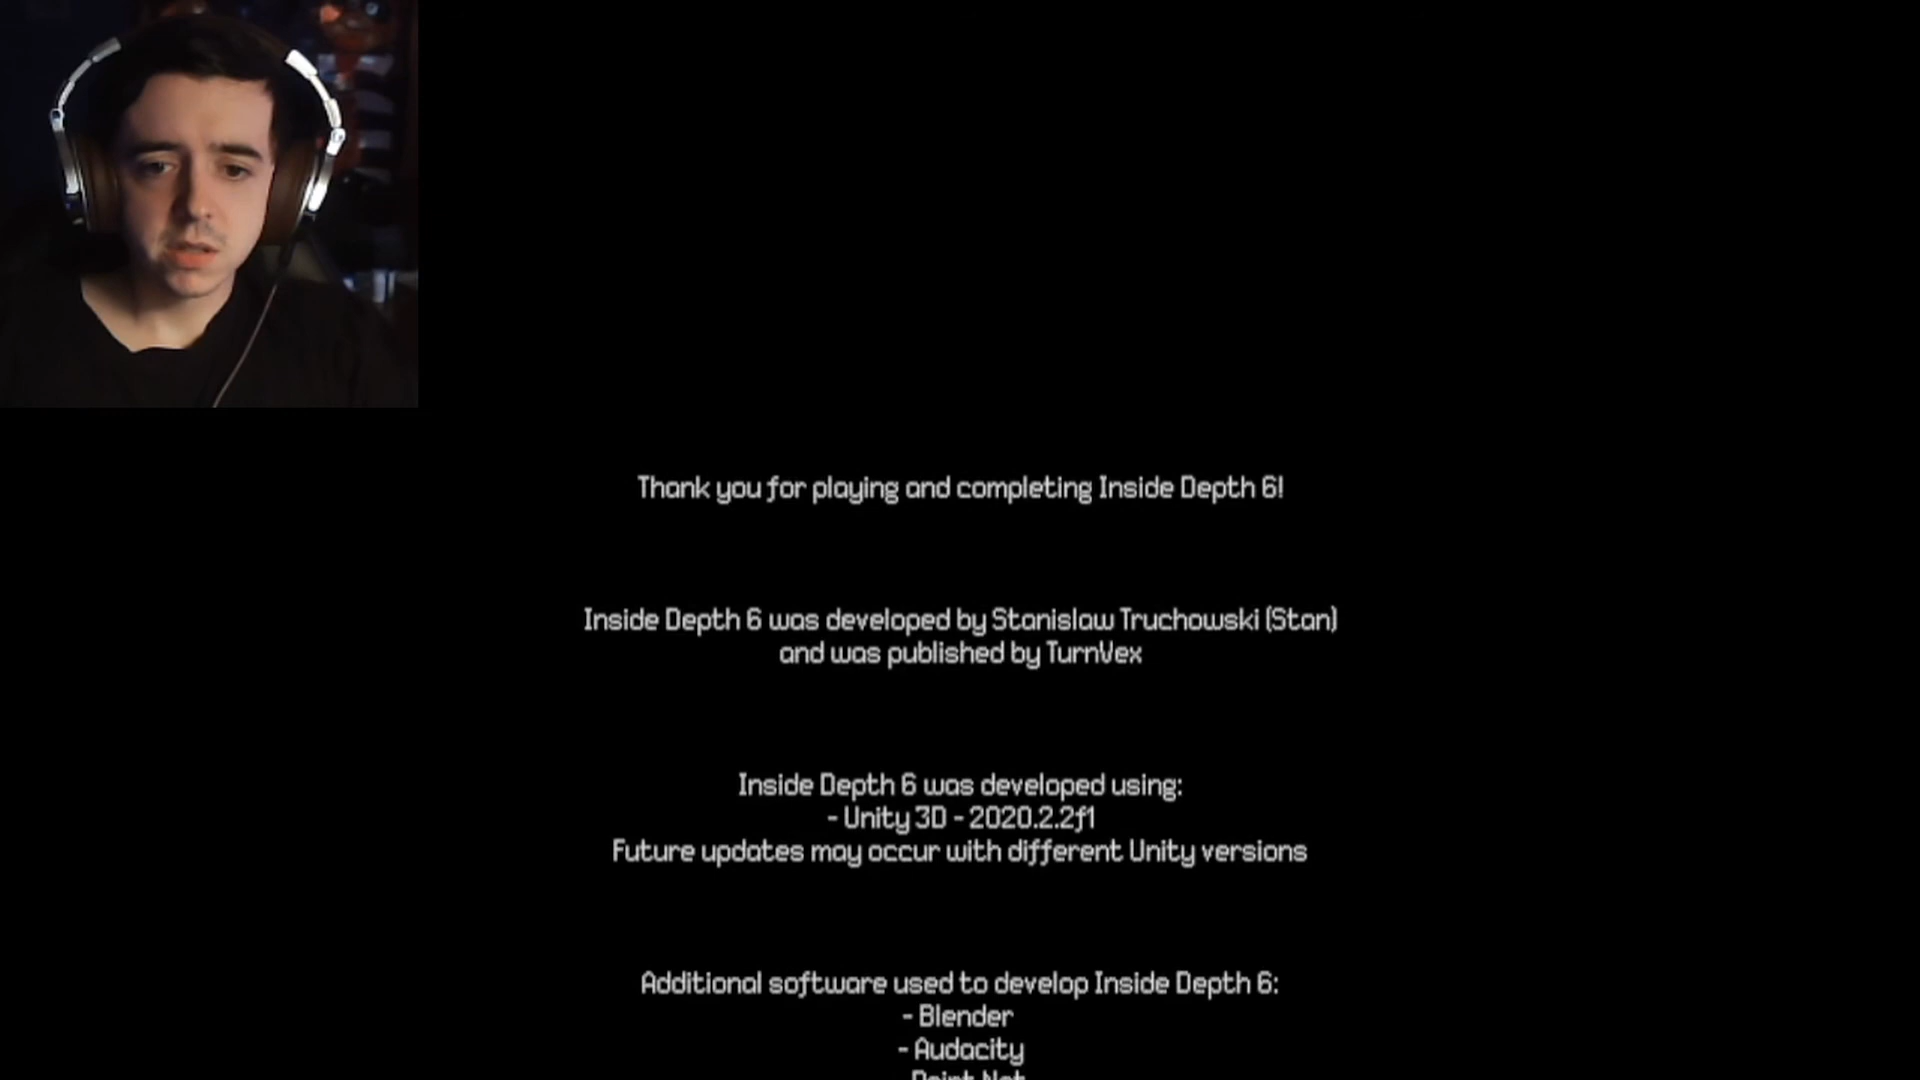 Thank you for playing and completing Inside Depth 6!
Inside Depth 6 was developed by Stanislaw Truchowski (Stan)
and was published by TurnVex
Inside Depth 6 was developed using:
- Unity 3D - 2020.2.2f1
Future updates may occur with different Unity versions
Additional software used to develop Inside Depth 6:
- Blender
- Audacity